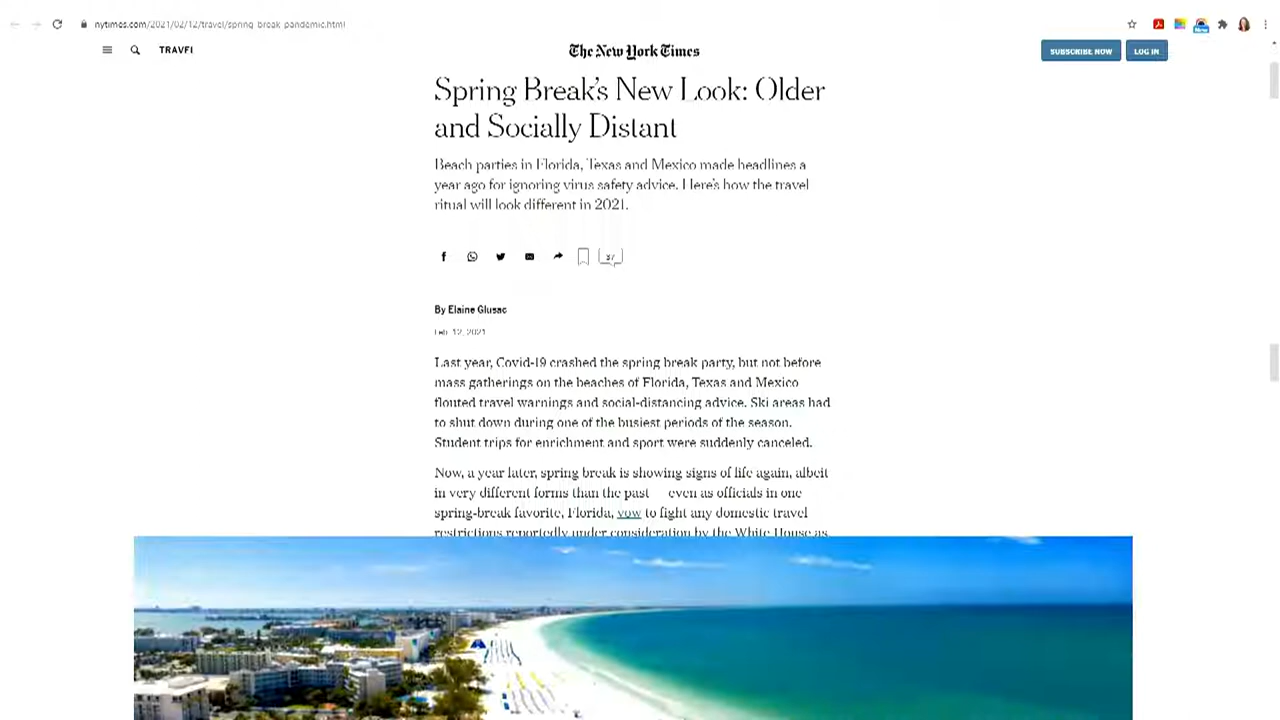 nytimes.com/2021/02/12/travel/spring-break-pandemic.html
TRAVEL
The New York Times
SUBSCRIBE NOW
LOG IN
Spring Break's New Look: Older
and Socially Distant
Beach parties in Florida, Texas and Mexico made headlines a
year ago for ignoring virus safety advice. Here's how the travel
ritual will look different in 2021.
37
By Elaine Glusac
Feb. 12, 2021
Last year, Covid-19 crashed the spring break party, but not before
mass gatherings on the beaches of Florida, Texas and Mexico
flouted travel warnings and social-distancing advice. Ski areas had
to shut down during one of the busiest periods of the season.
Student trips for enrichment and sport were suddenly canceled.
Now, a year later, spring break is showing signs of life again, albeit
in very different forms than the past — even as officials in one
spring-break favorite, Florida, vow to fight any domestic travel
restrictions reportedly under consideration by the White House as